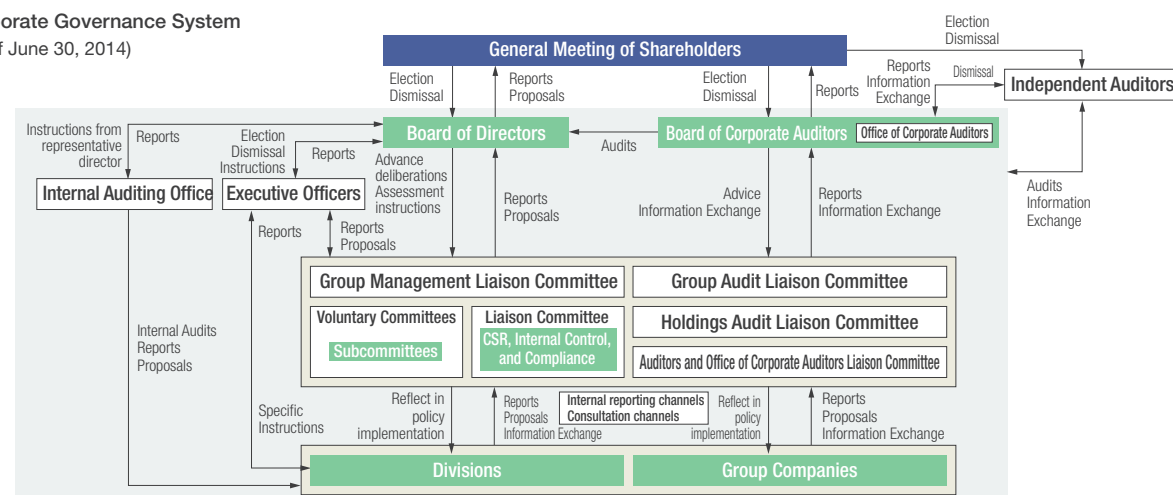 porate Governance System
June 30, 2014)
General Meeting of Shareholders
Election
Dismissal
Election
Dismissal
Reports
Proposals
Election
Dismissal
Reports
Reports
Information
Exchange
Dismissal
Independent Auditors
Instructions from
representative
director
Reports
Election
Dismissal
Instructions
Reports
Board of Directors
Audits
Board of Corporate Auditors
Office of Corporate Auditors
Internal Auditing Office
Executive Officers
Advance
deliberations
Assessment
instructions
Reports
Proposals
Advice
Information Exchange
Reports
Information Exchange
Audits
Information
Exchange
Reports
Reports
Proposals
Group Management Liaison Committee
Group Audit Liaison Committee
Voluntary Committees
Subcommittees
Liaison Committee
CSR, Internal Control,
and Compliance
Holdings Audit Liaison Committee
Auditors and Office of Corporate Auditors Liaison Committee
Internal Audits
Reports
Proposals
Specific
Instructions
Reflect in
policy
implementation
Reports
Proposals
Information Exchange
Internal reporting channels
Consultation channels
Reflect in
policy
implementation
Reports
Proposals
Information Exchange
Divisions
Group Companies